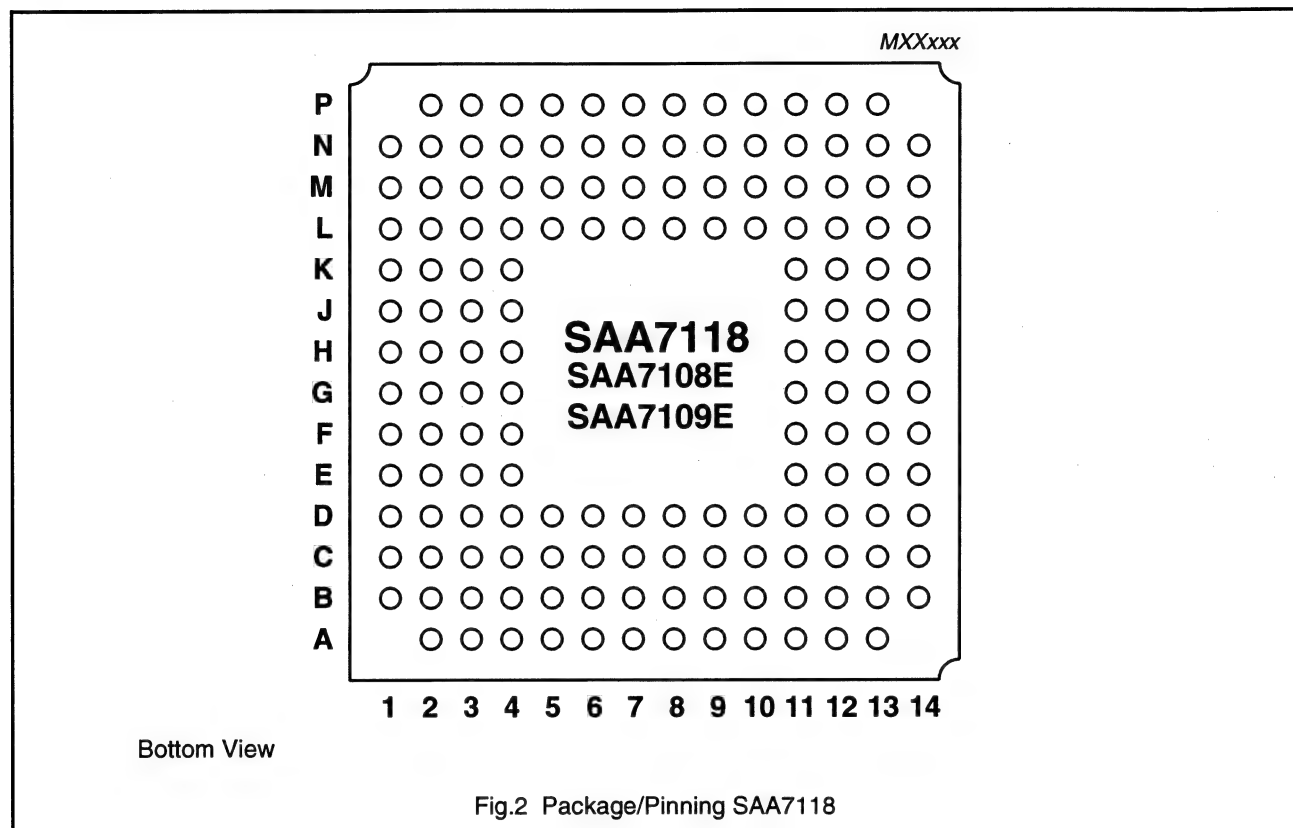 MXXxxx
P
N
M
L
K
J
H
G
F
E
D
C
B
A
SAA7118
SAA7108E
SAA7109E
1 2 3 4 5 6 7 8 9 10 11 12 13 14
Bottom View
Fig.2 Package/Pinning SAA7118